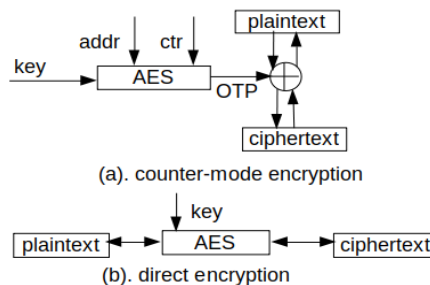 plaintext
addr ctr
key
AES
OTP
ciphertext
(a). counter-mode encryption
key
plaintext AES ciphertext
(b). direct encryption